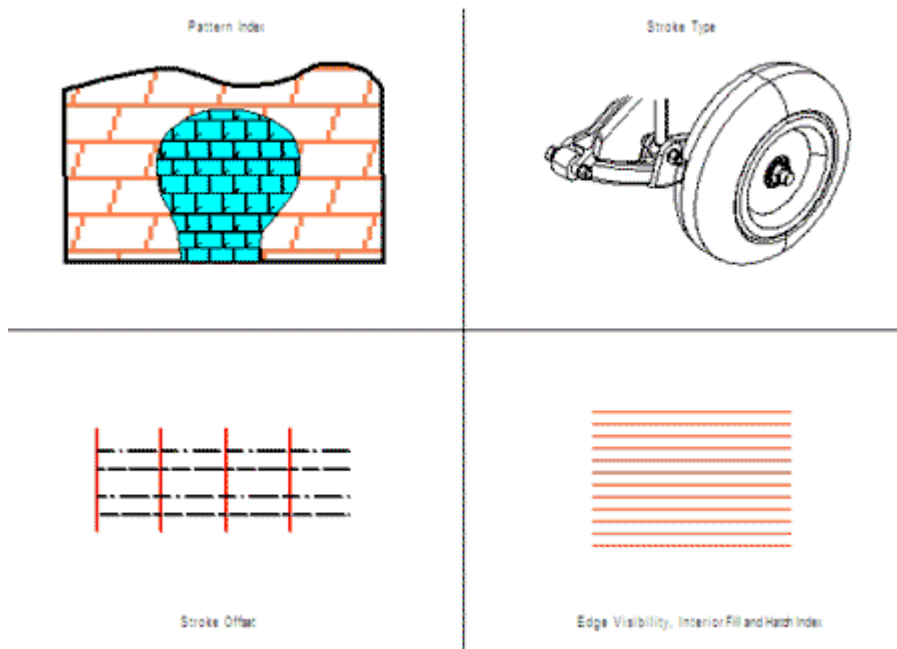 Pattern Index
Stroke Type
Stroke Offset
Edge Visibility, Interior Fill and Hatch Index